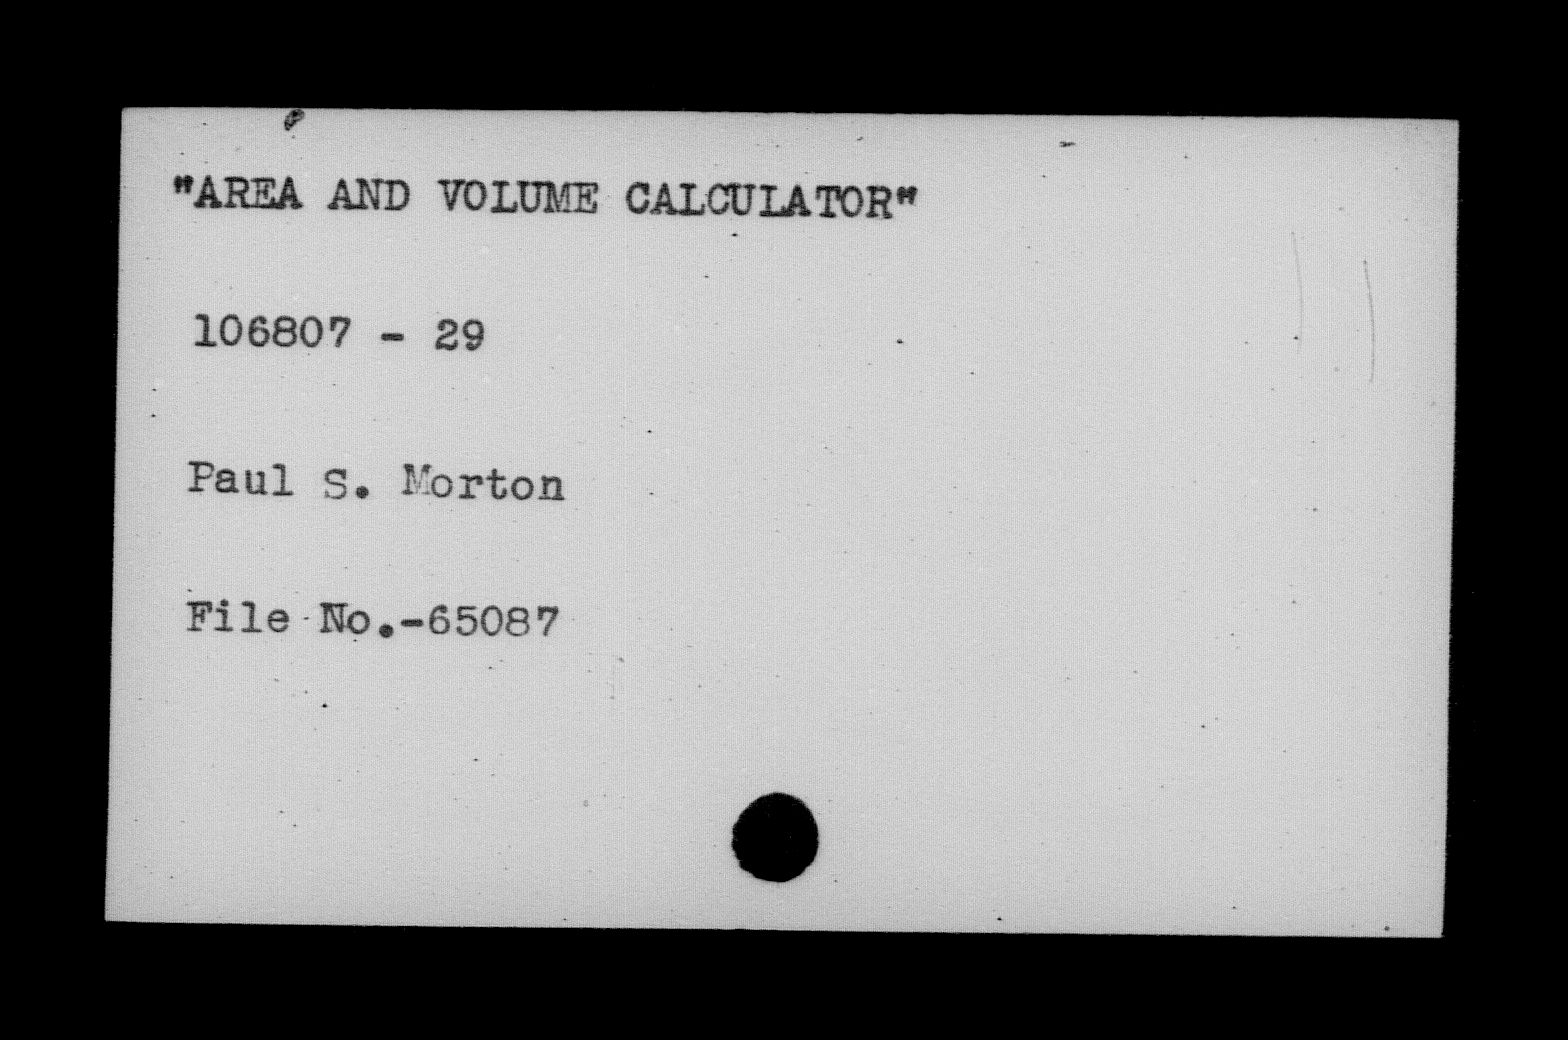 "AREA AND VOLUME CALCULATOR"
106807 - 29
Paul S. Morton
File No.-65087